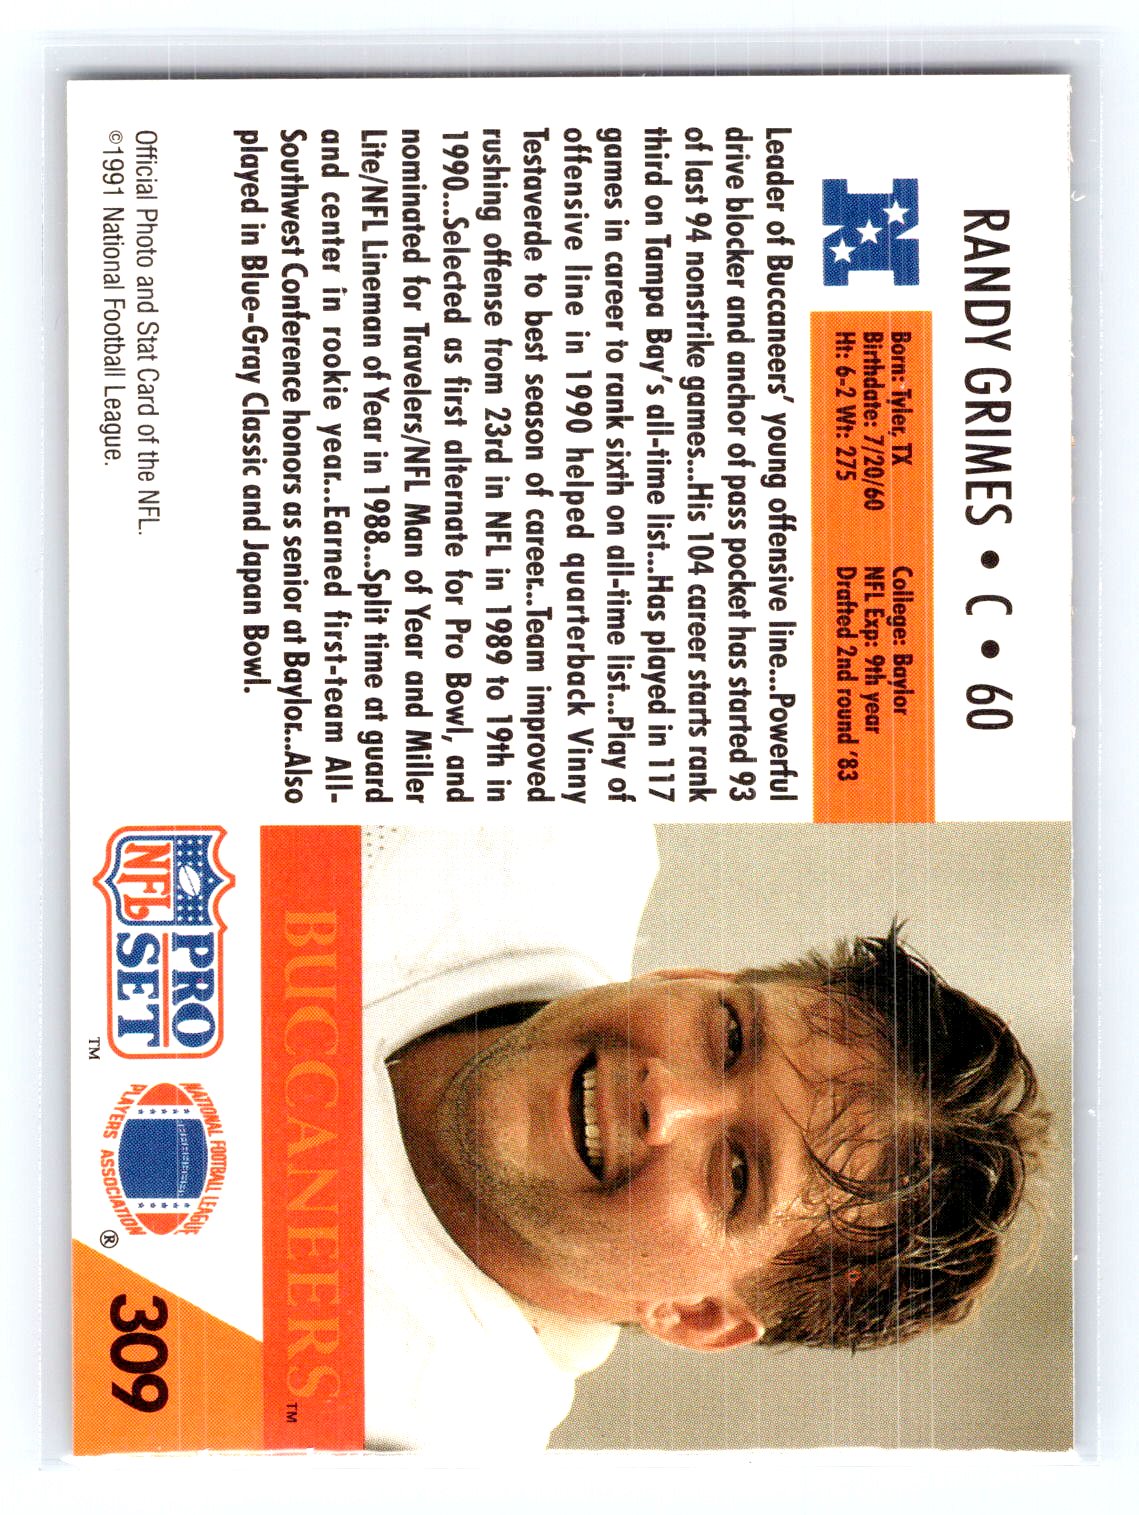 RANDY GRIMES • C • 60
N
Born: Tyler, TX
Birthdate: 7/20/60
Ht: 6-2 Wt: 275
College: Baylor
NFL Exp: 9th year
Drafted 2nd round '83
Leader of Buccaneers' young offensive line...Powerful
drive blocker and anchor of pass pocket has started 93
of last 94 nonstrike games...His 104 career starts rank
third on Tampa Bay's all-time list...Has played in 117
games in career to rank sixth on all-time list...Play of
offensive line in 1990 helped quarterback Vinny
Testaverde to best season of career...Team improved
rushing offense from 23rd in NFL in 1989 to 19th in
1990...Selected as first alternate for Pro Bowl, and
nominated for Travelers/NFL Man of Year and Miller
Lite/NFL Lineman of Year in 1988...Split time at guard
and center in rookie year...Earned first-team All-
Southwest Conference honors as senior at Baylor...Also
played in Blue-Gray Classic and Japan Bowl.
Official Photo and Stat Card of the NFL.
©1991 National Football League.
BUCCANEERS™
NFL
PRO
SET
™
NATIONAL FOOTBALL LEAGUE
PLAYERS ASSOCIATION
®
309